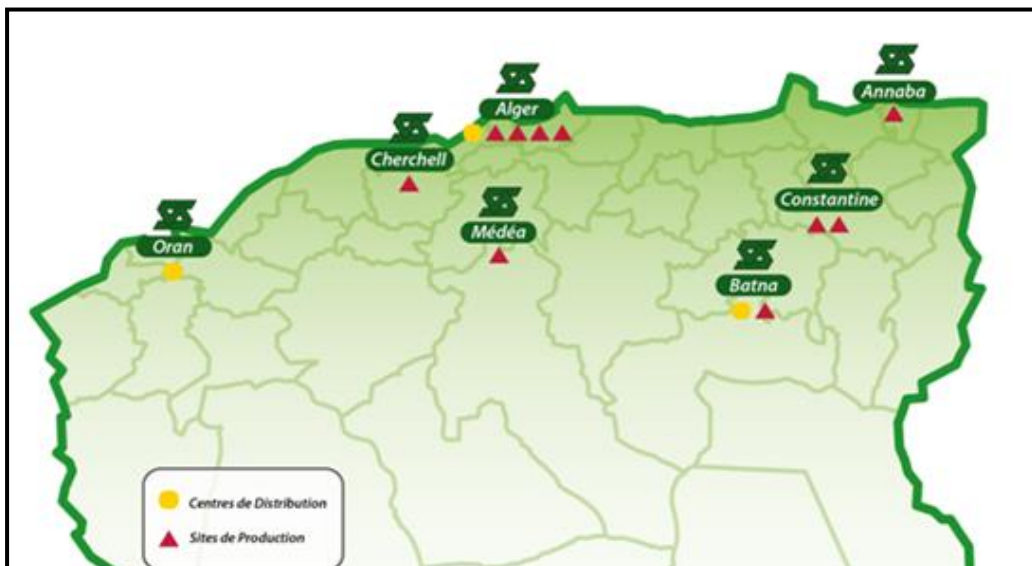 Annaba
Alger
Cherchell
Constantine
Médéa
Oran
Batna
Centres de Distribution
Sites de Production